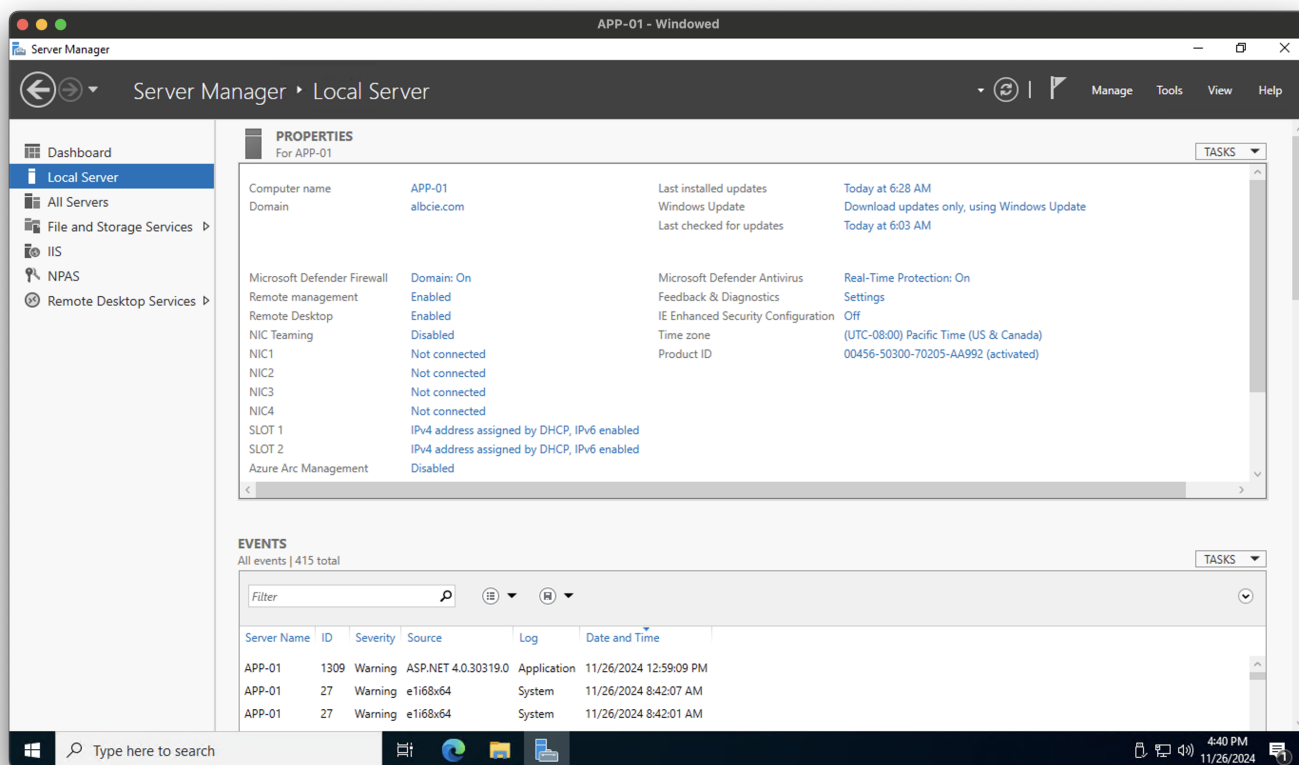 APP-01 - Windowed
Server Manager
Server Manager ‣ Local Server
Manage Tools View Help
Dashboard
Local Server
All Servers
File and Storage Services
IIS
NPAS
Remote Desktop Services
PROPERTIES
For APP-01
TASKS
Computer name APP-01
Domain albcie.com
Last installed updates Today at 6:28 AM
Windows Update Download updates only, using Windows Update
Last checked for updates Today at 6:03 AM
Microsoft Defender Firewall Domain: On
Remote management Enabled
Remote Desktop Enabled
NIC Teaming Disabled
NIC1 Not connected
NIC2 Not connected
NIC3 Not connected
NIC4 Not connected
SLOT 1 IPv4 address assigned by DHCP, IPv6 enabled
SLOT 2 IPv4 address assigned by DHCP, IPv6 enabled
Azure Arc Management Disabled
Microsoft Defender Antivirus Real-Time Protection: On
Feedback & Diagnostics Settings
IE Enhanced Security Configuration Off
Time zone (UTC-08:00) Pacific Time (US & Canada)
Product ID 00456-50300-70205-AA992 (activated)
EVENTS
All events | 415 total
TASKS
Filter
Server Name ID Severity Source Log Date and Time
APP-01 1309 Warning ASP.NET 4.0.30319.0 Application 11/26/2024 12:59:09 PM
APP-01 27 Warning e1i68x64 System 11/26/2024 8:42:07 AM
APP-01 27 Warning e1i68x64 System 11/26/2024 8:42:01 AM
Type here to search
4:40 PM
11/26/2024
1